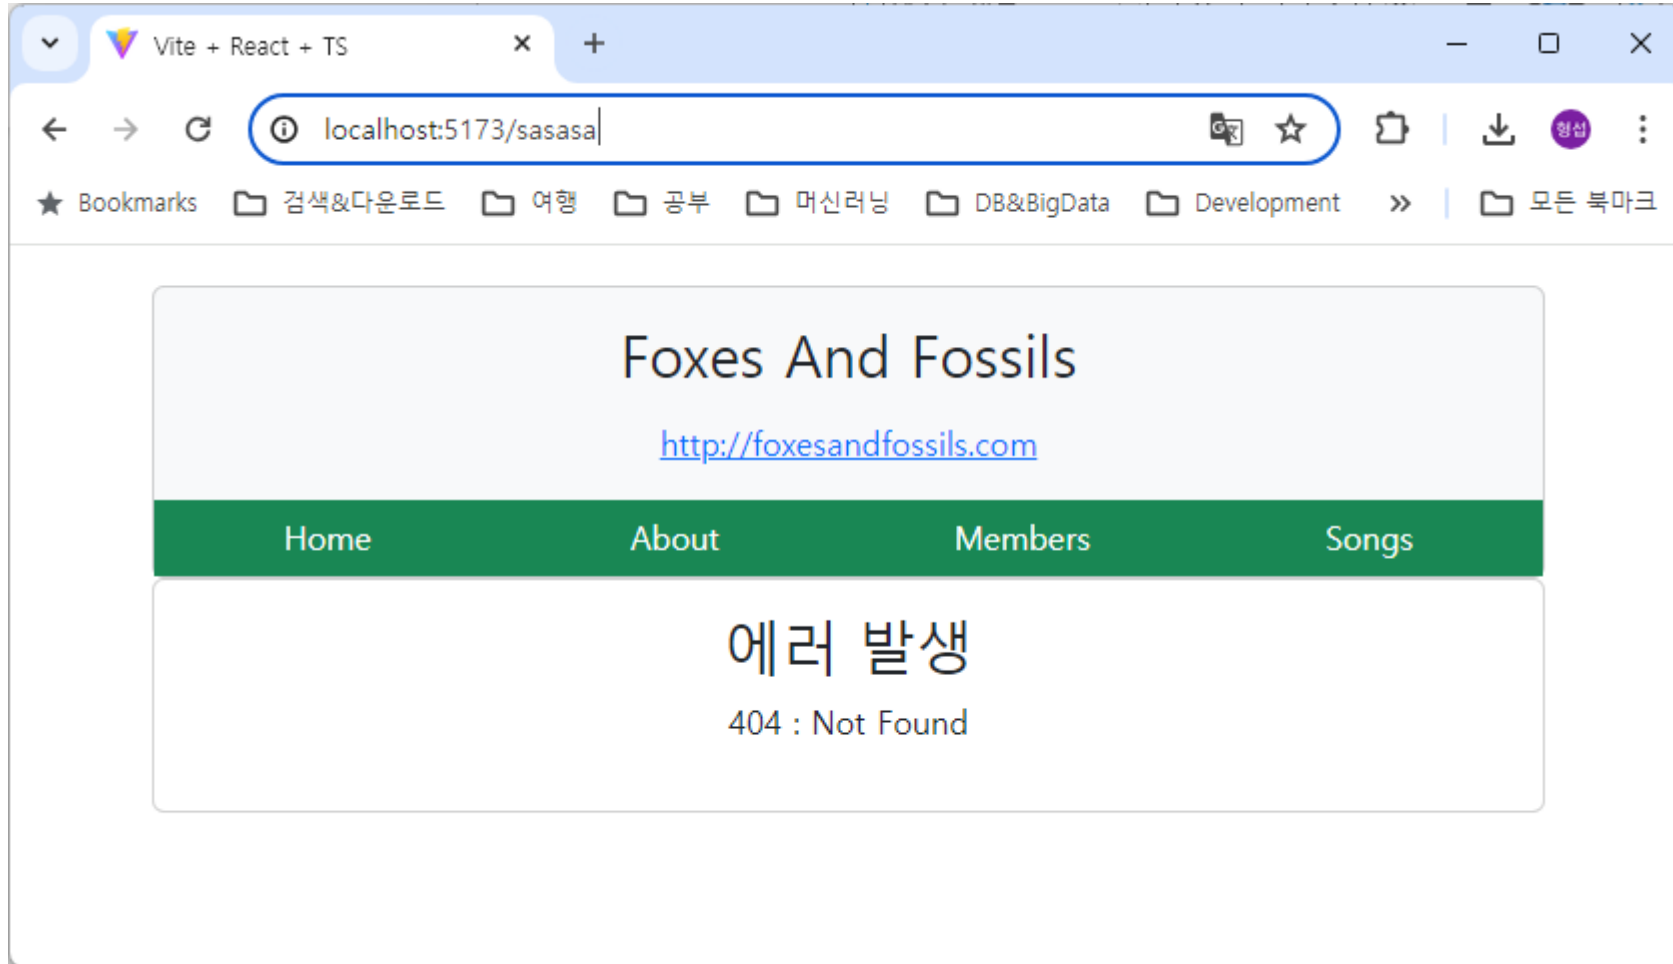 Vite + React + TS
localhost:5173/sasasa
형섭
Bookmarks 검색&다운로드 여행 공부 머신러닝 DB&BigData Development 모든 북마크
Foxes And Fossils
http://foxesandfossils.com
Home About Members Songs
에러 발생
404 : Not Found